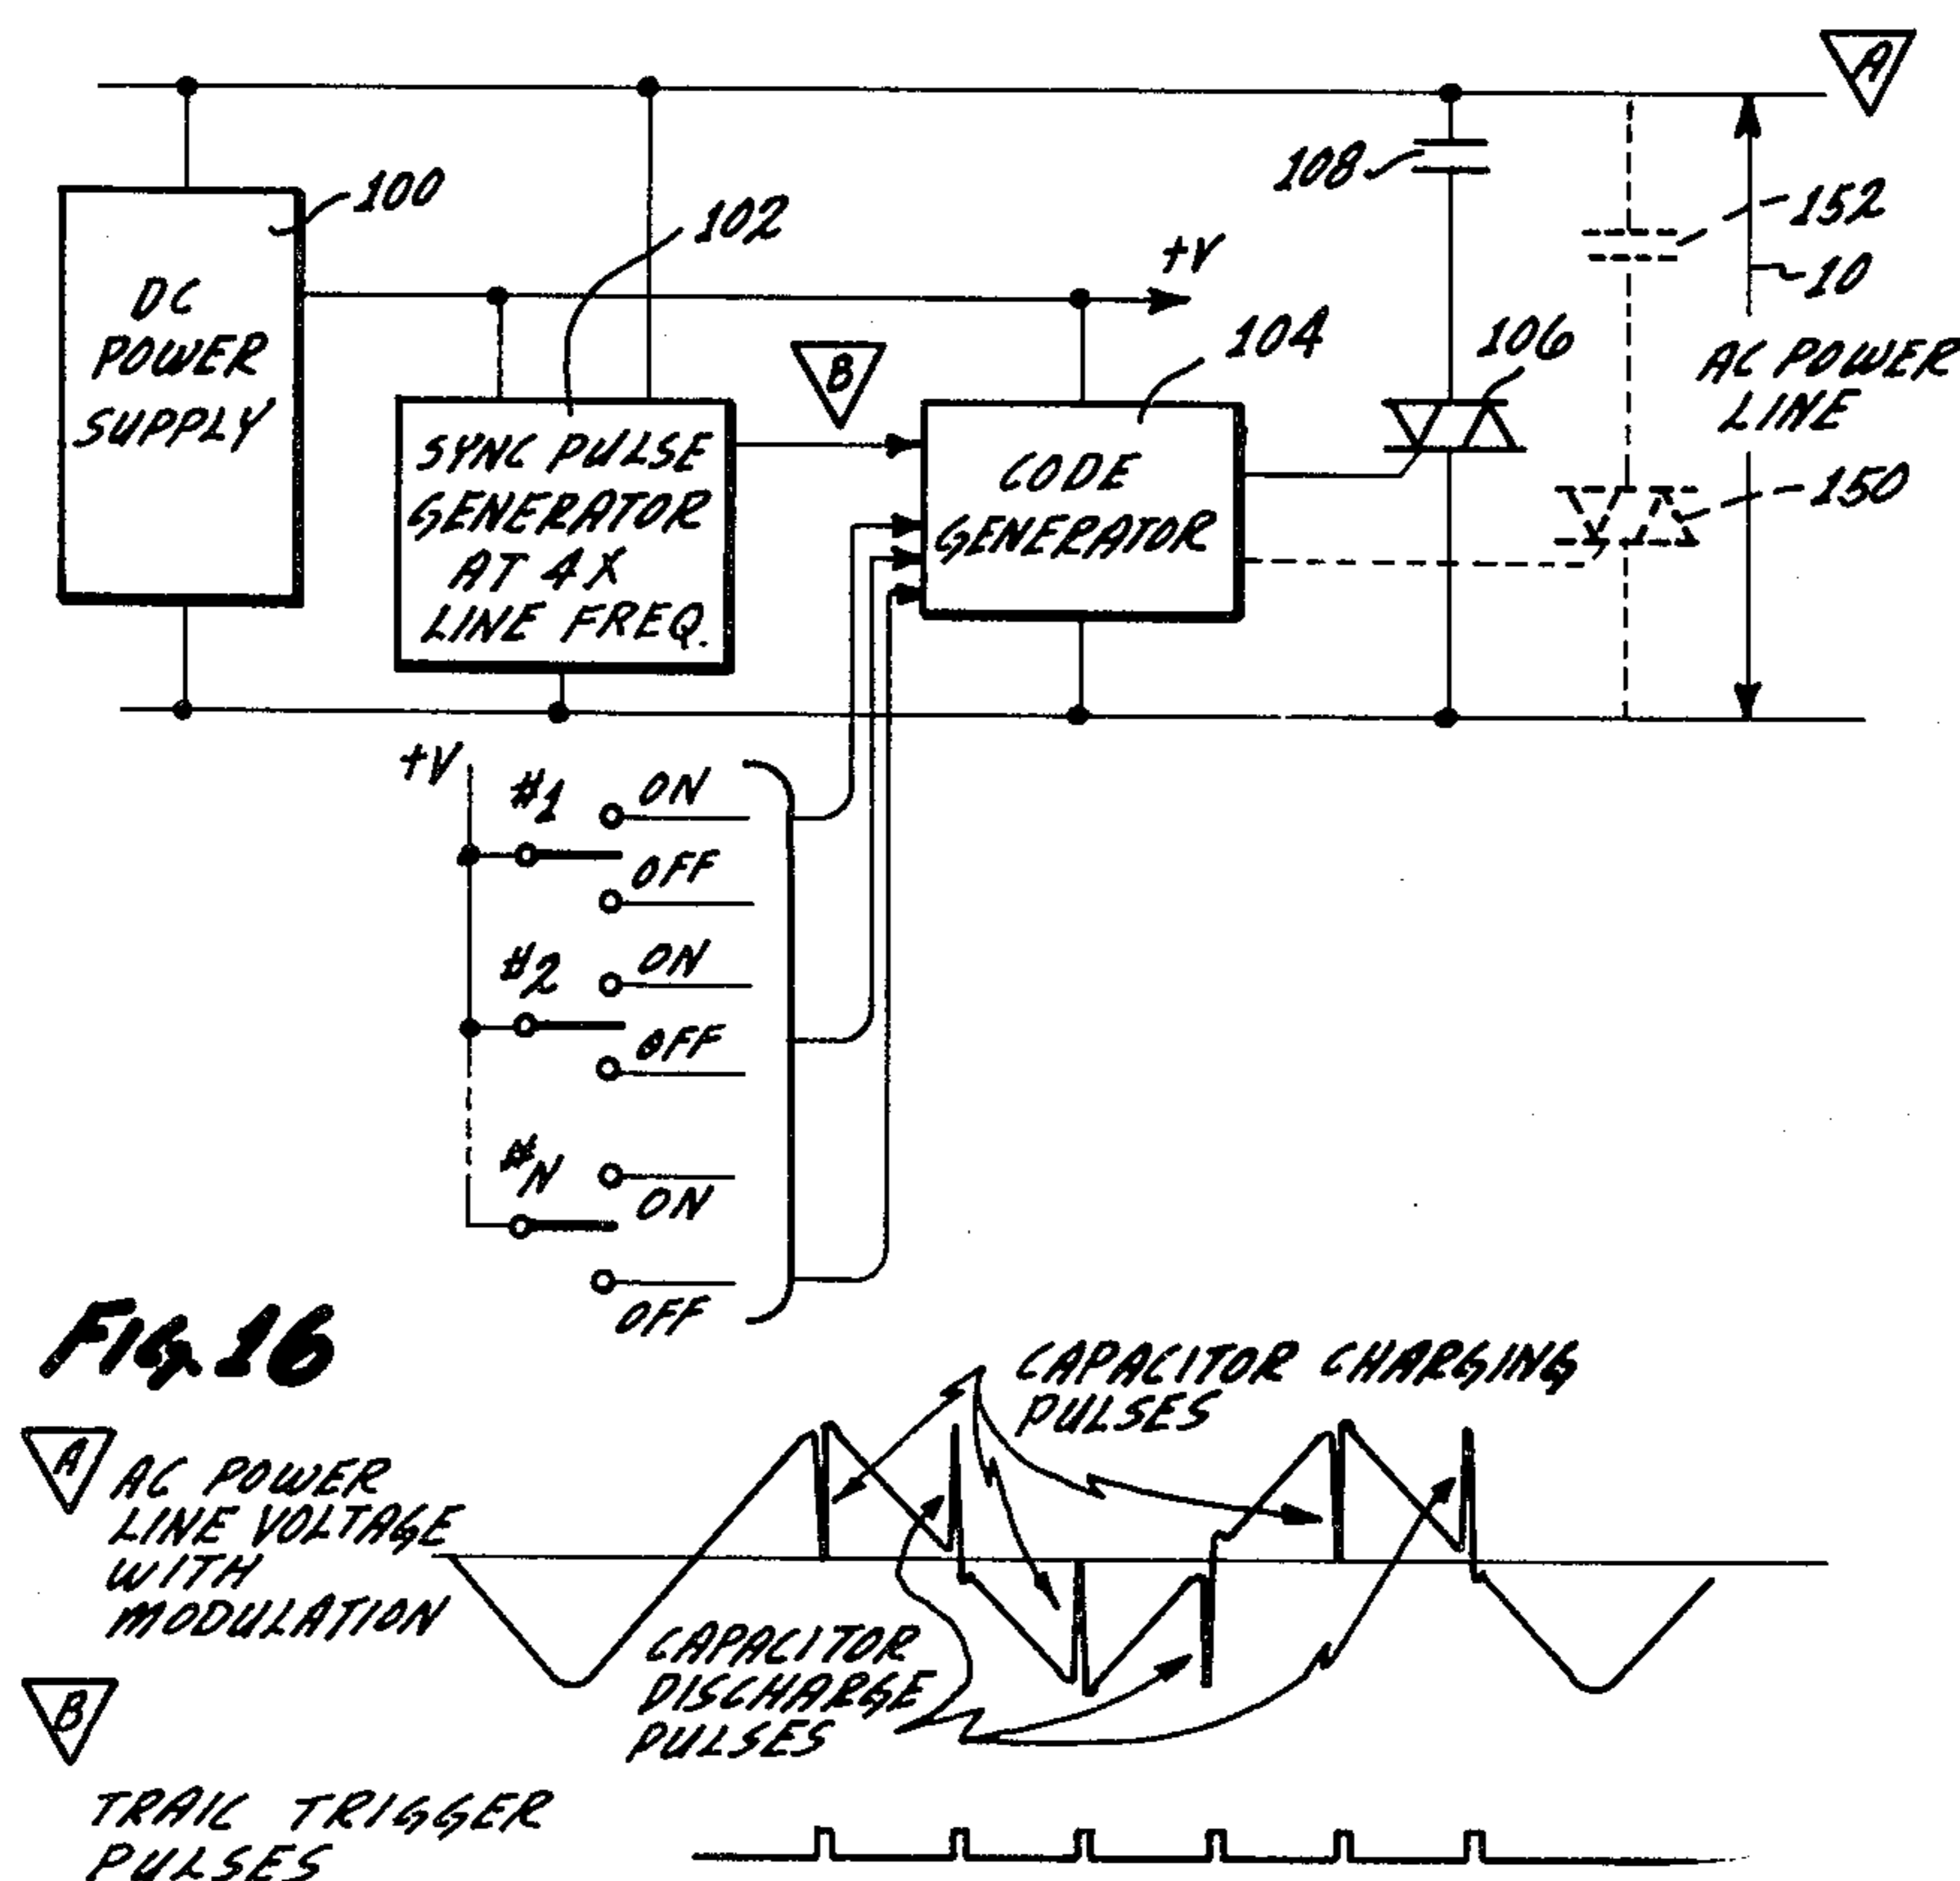 A
100
102
108
152
10
DC
POWER
SUPPLY
+V
B
104
106
AC POWER
LINE
SYNC PULSE
GENERATOR
AT 4X
LINE FREQ.
CODE
GENERATOR
150
+V
#1
ON
OFF
#2
ON
OFF
#N
ON
OFF
FIG. 16
CAPACITOR CHARGING
PULSES
A
AC POWER
LINE VOLTAGE
WITH
MODULATION
CAPACITOR
DISCHARGE
PULSES
B
TRAIC TRIGGER
PULSES